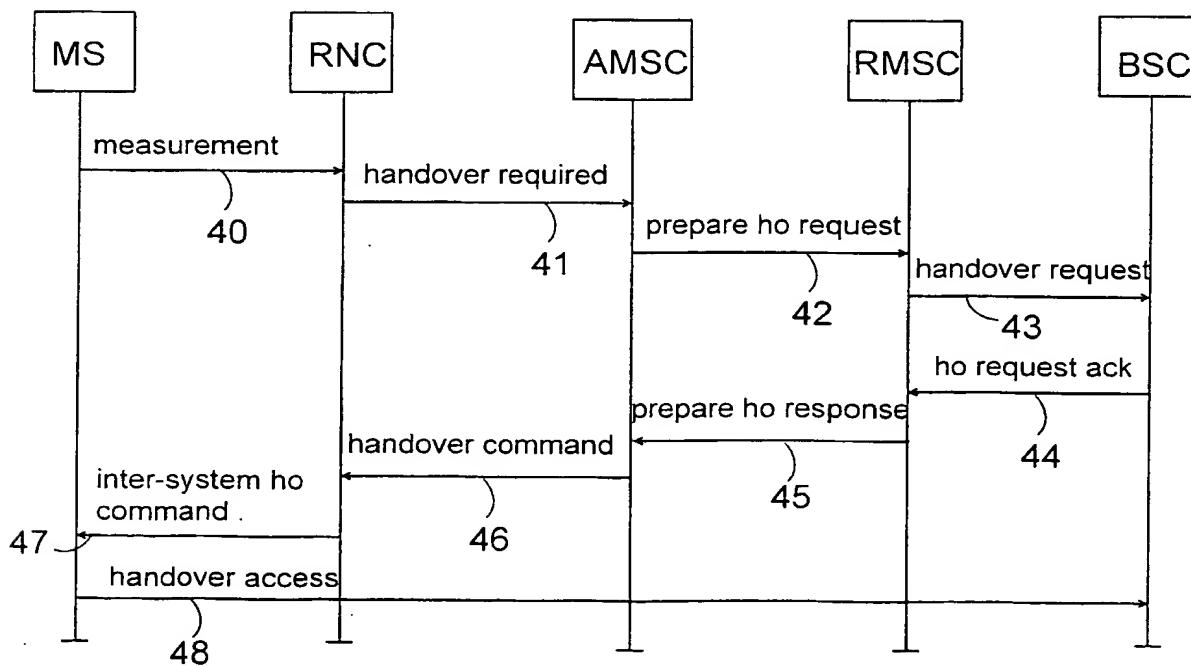 MS
RNC
AMSC
RMSC
BSC
measurement
40
handover required
41
prepare ho request
42
handover request
43
ho request ack
44
prepare ho response
45
handover command
46
inter-system ho
command .
47
handover access
48